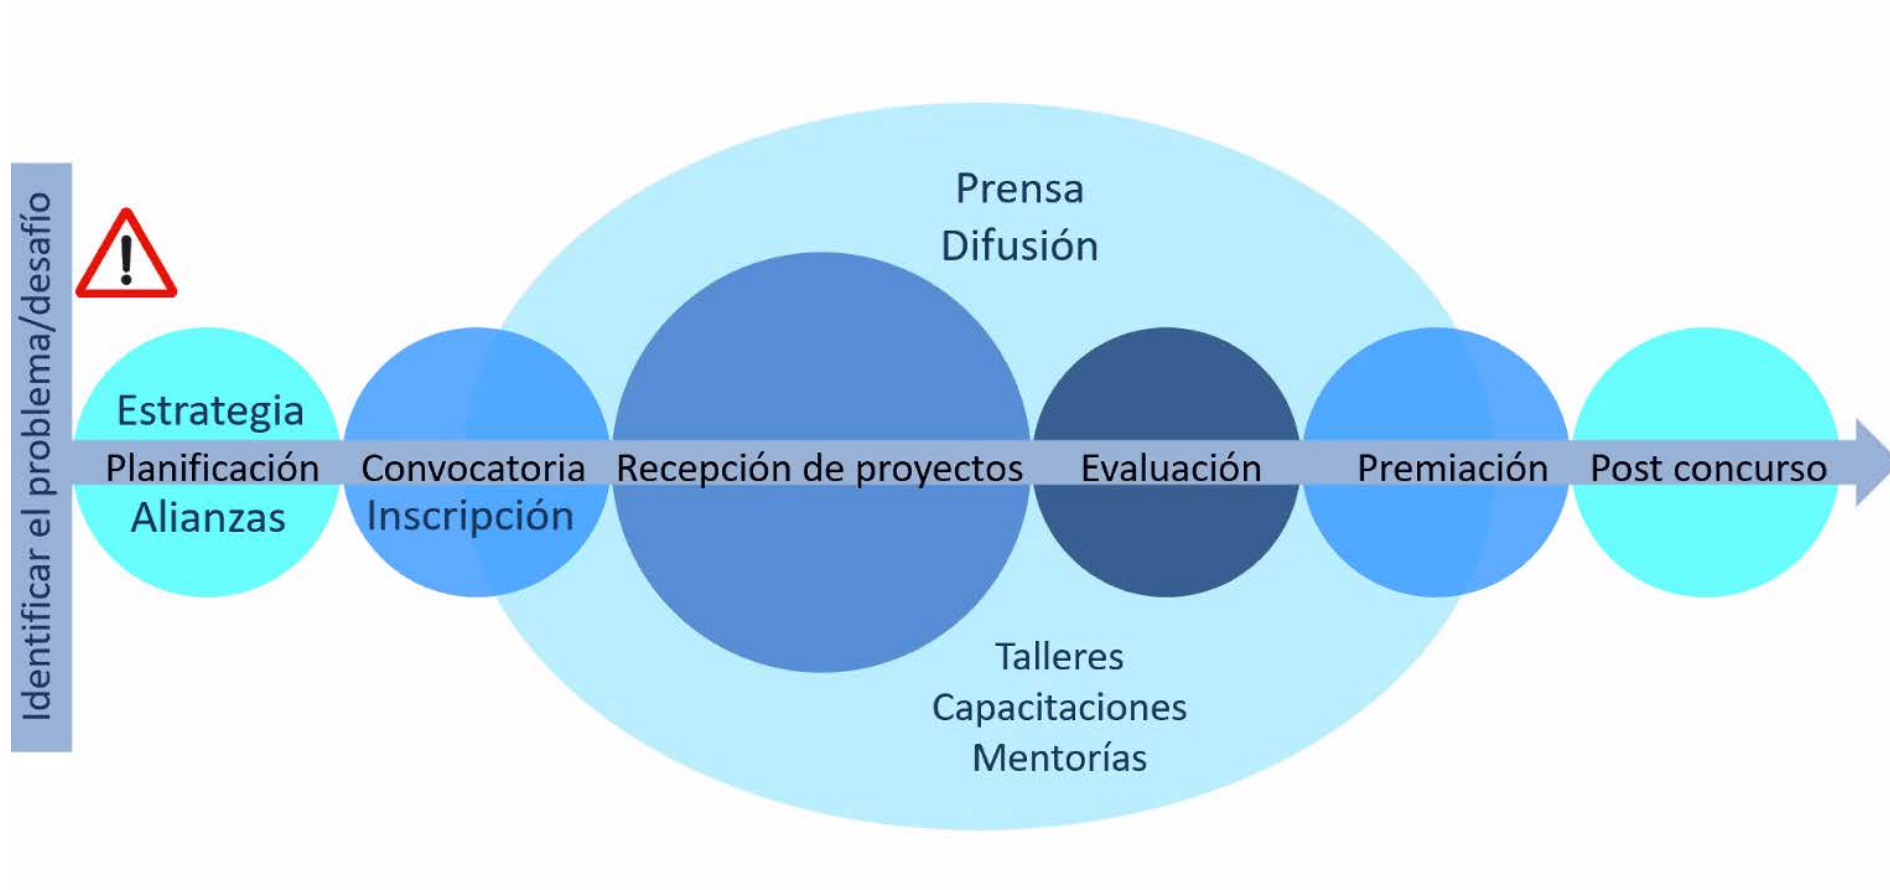 Identificar el problema/desafío
Prensa
Difusión
Estrategia
Planificación
Alianzas
Convocatoria
Inscripción
Recepción de proyectos
Evaluación
Premiación
Post concurso
Talleres
Capacitaciones
Mentorías